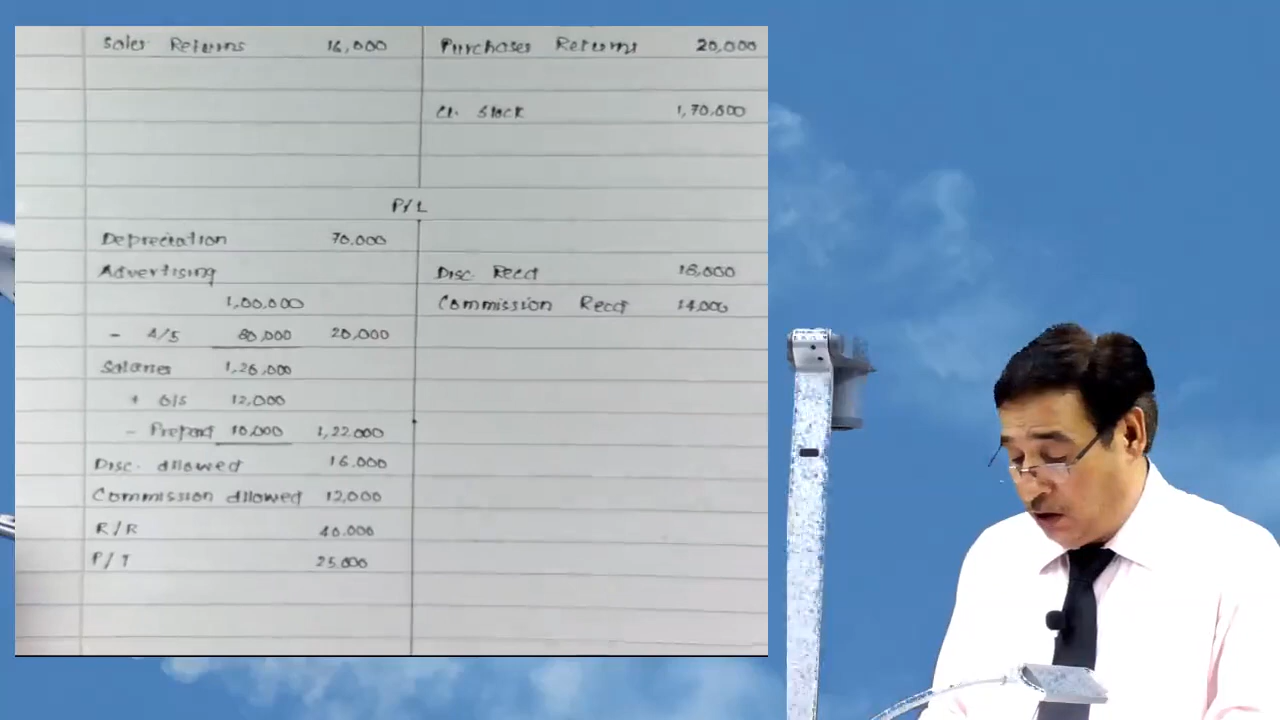 Sales Returns 16,000 Purchases Returns 20,000
Cl. Stock 1,70,000
P/L
Depreciation 70,000
Advertising Disc. Recd 18,000
1,00,000 Commission Recd 14,000
- A/S 80,000 20,000
Salaries 1,20,000
+ O/S 12,000
- Prepaid 10,000 1,22,000
Disc. Allowed 16,000
Commission Allowed 12,000
R/R 40,000
P/T 25,000